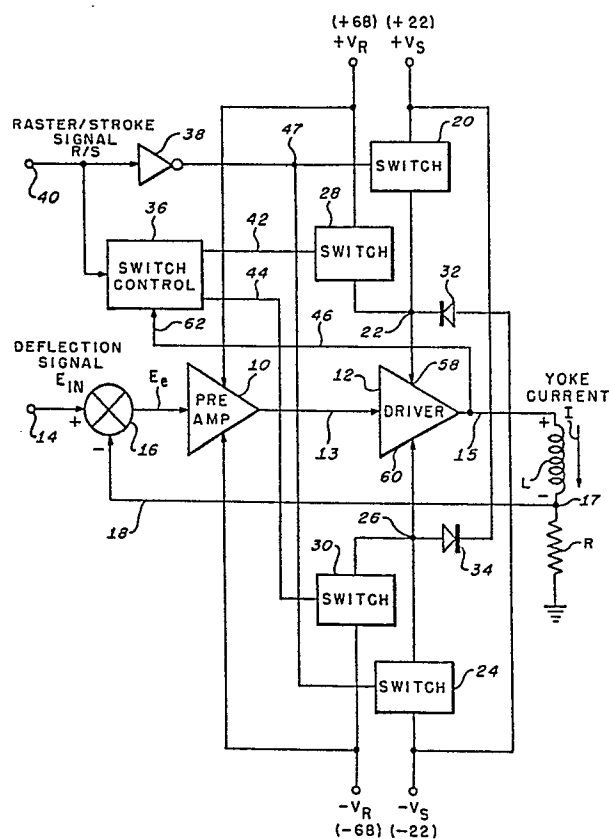 (+68) (+22)
+VR +VS
RASTER/STROKE
SIGNAL
R/S
38
47
20
SWITCH
40
28
SWITCH
36
SWITCH
CONTROL
42
44
32
22
62
46
DEFLECTION
SIGNAL
EIN
Ee
10
PRE
AMP
12
58
DRIVER
60
YOKE
CURRENT
I
14
+
16
-
13
15
+
L
-
17
18
26
34
R
30
SWITCH
SWITCH
24
-VR -VS
(-68) (-22)